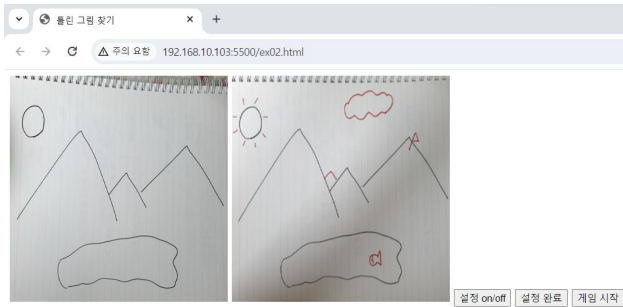 틀린 그림 찾기
주의 요함 192.168.10.103:5500/ex02.html
설정 on/off 설정 완료 게임 시작